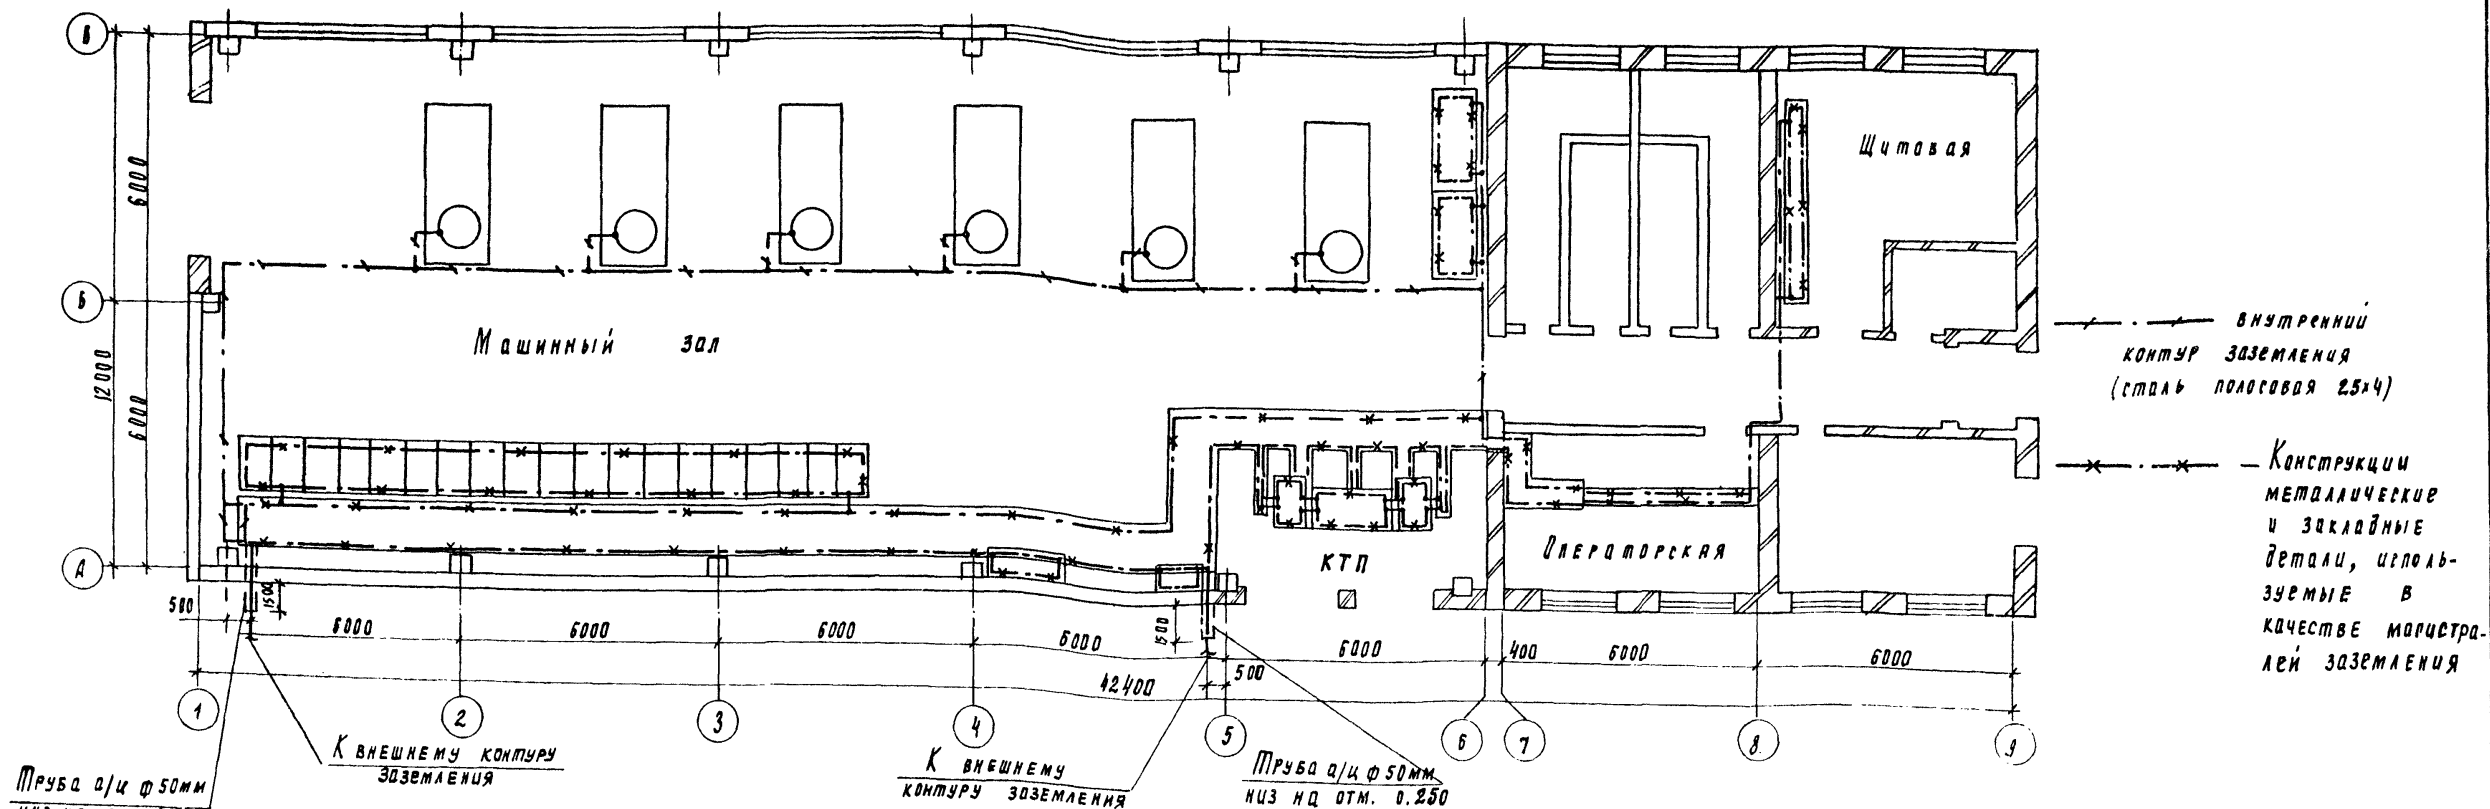 В
Б
А
6000
12000
6000
Машинный зал
Щитовая
КТП
Операторская
внутренний
контур заземления
(сталь полосовая 25×4)
— Конструкции
металлические
и закладные
детали, исполь-
зуемые в
качестве магистра-
лей заземления
500
1500
6000
6000
6000
6000
1500
6000
400
6000
6000
42400
500
1
2
3
4
5
6
7
8
9
К внешнему контуру
заземления
К внешнему
контуру заземления
Труба а/ц ф 50мм
Труба а/ц ф 50мм
низ на отм. 0.250